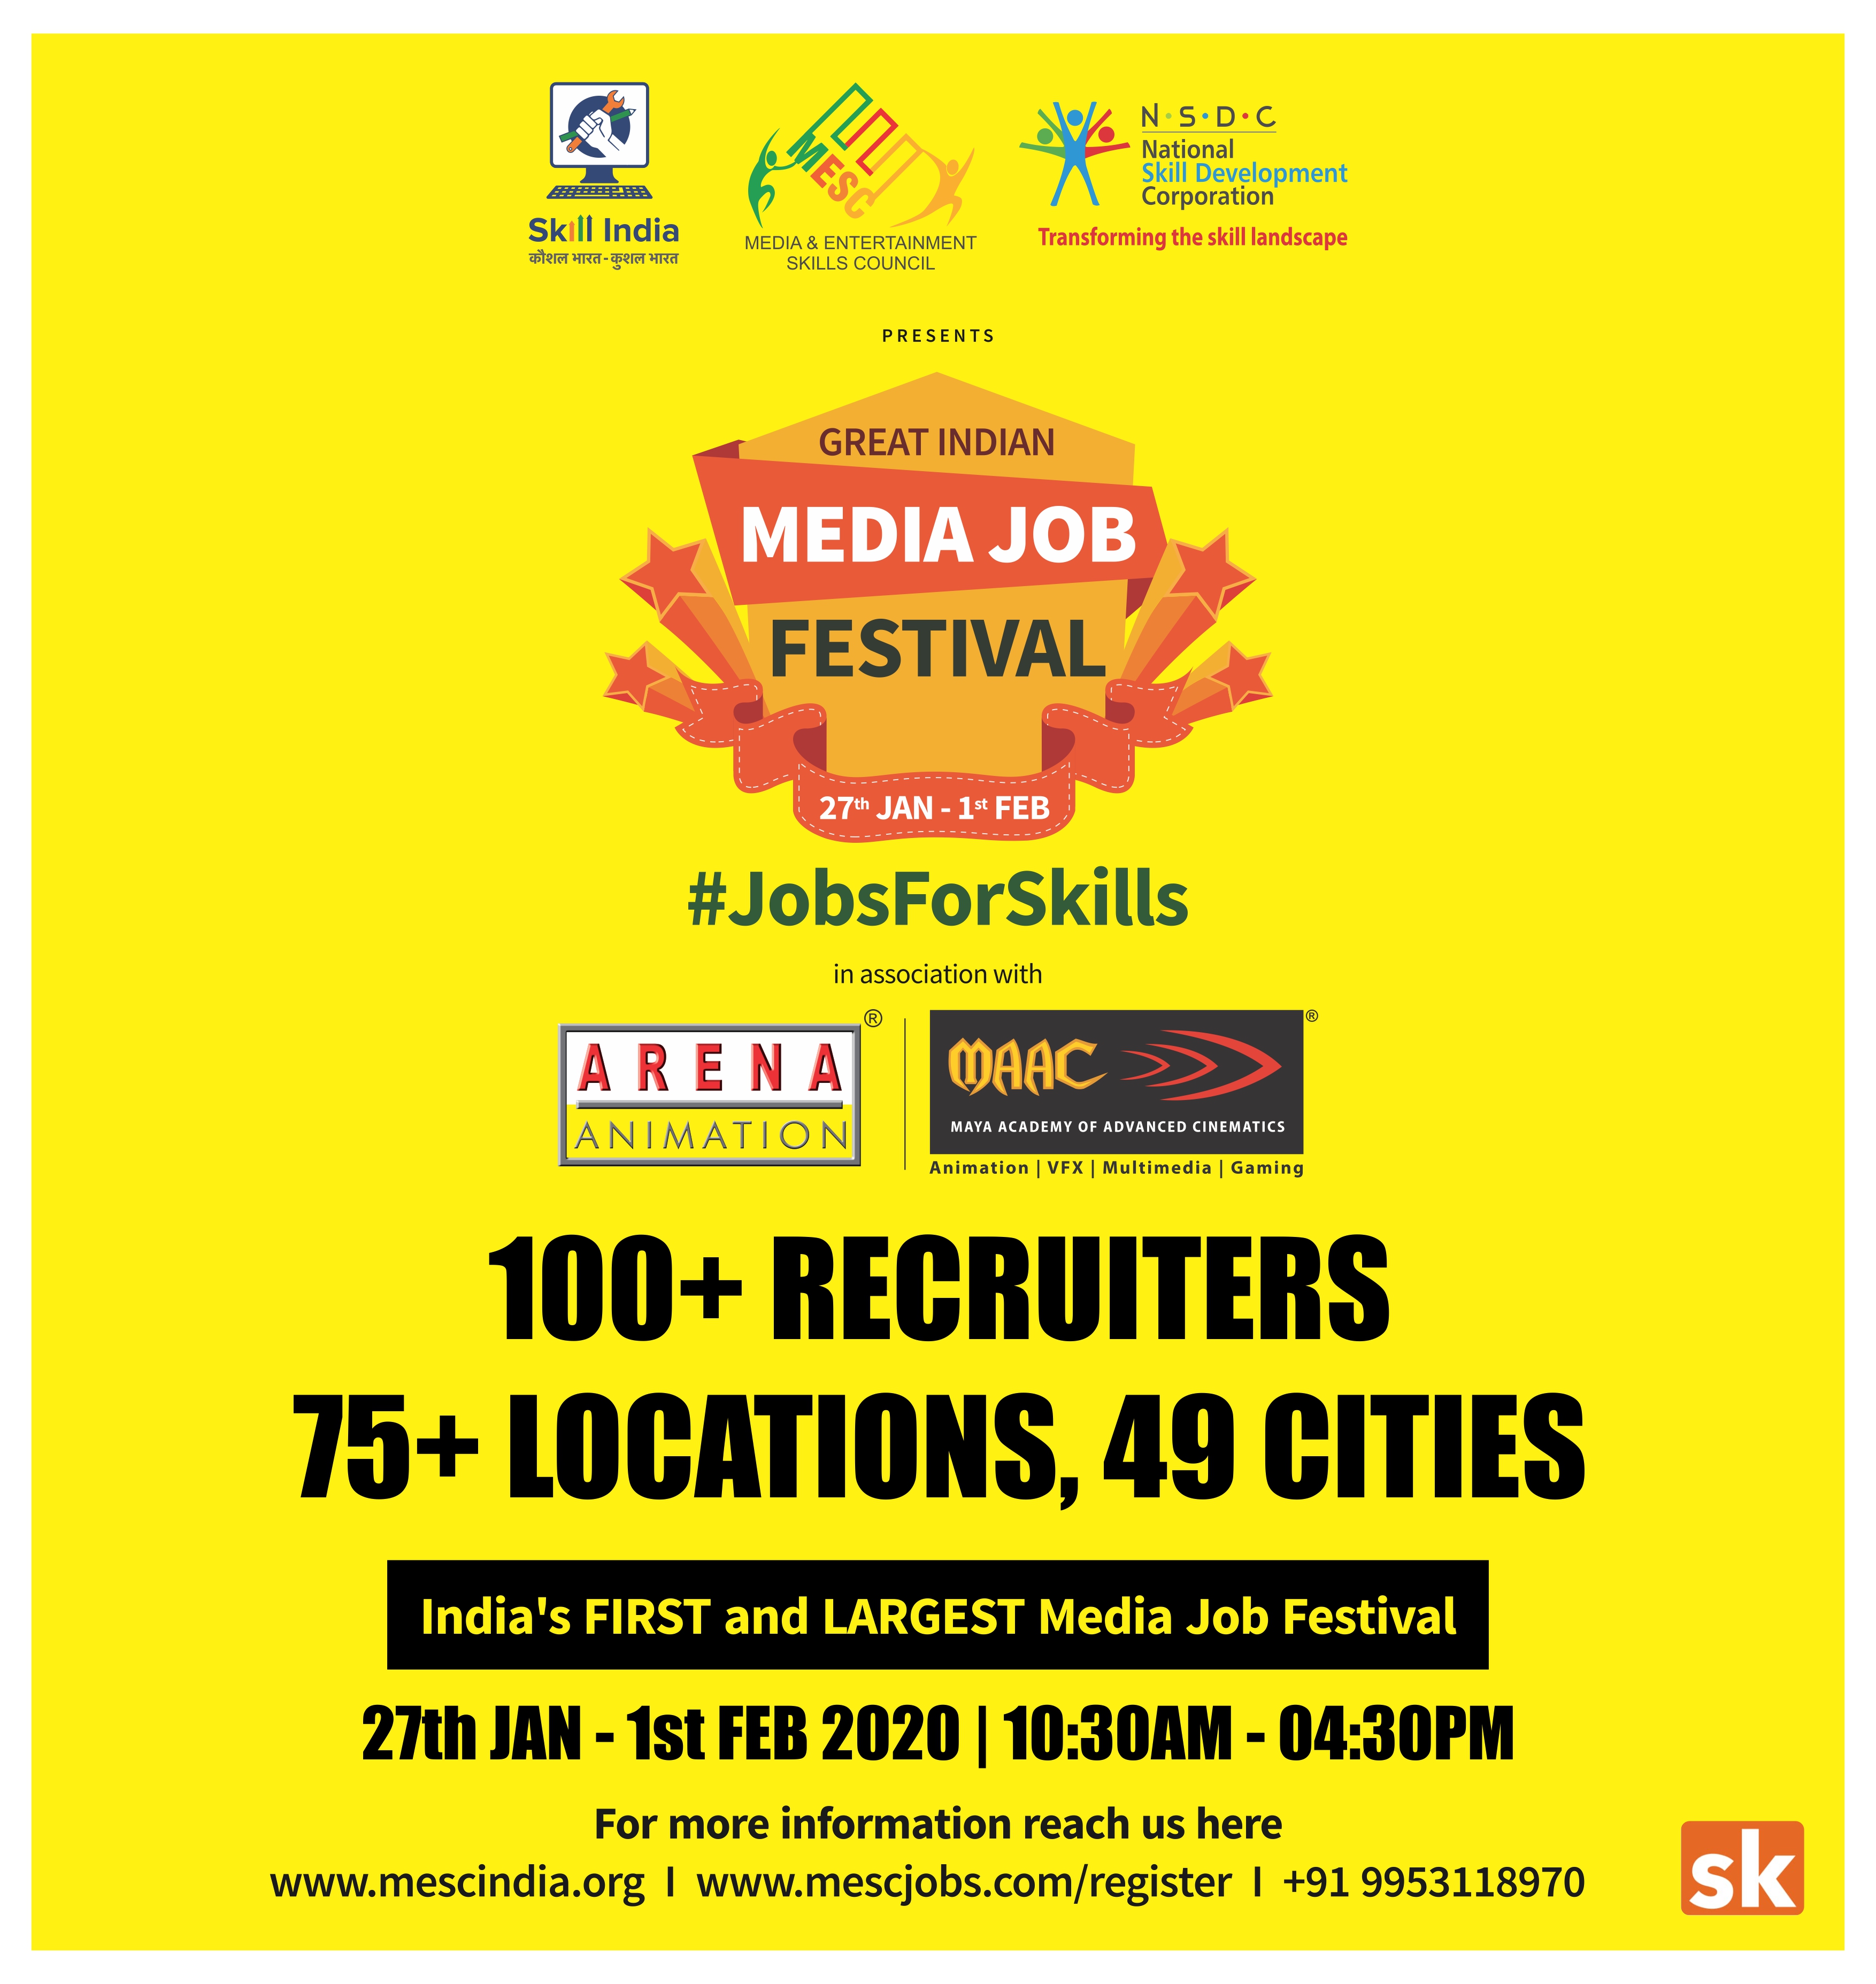 Skill India
कौशल भारत - कुशल भारत
MESC
MEDIA & ENTERTAINMENT
SKILLS COUNCIL
N·S·D·C
National
Skill Development
Corporation
Transforming the skill landscape
PRESENTS
GREAT INDIAN
MEDIA JOB
FESTIVAL
27th JAN - 1st FEB
#JobsForSkills
in association with
ARENA ®
ANIMATION
MAAC ®
MAYA ACADEMY OF ADVANCED CINEMATICS
Animation | VFX | Multimedia | Gaming
100+ RECRUITERS
75+ LOCATIONS, 49 CITIES
India's FIRST and LARGEST Media Job Festival
27th JAN - 1st FEB 2020 | 10:30AM - 04:30PM
For more information reach us here
www.mescindia.org I www.mescjobs.com/register I +91 9953118970
sk